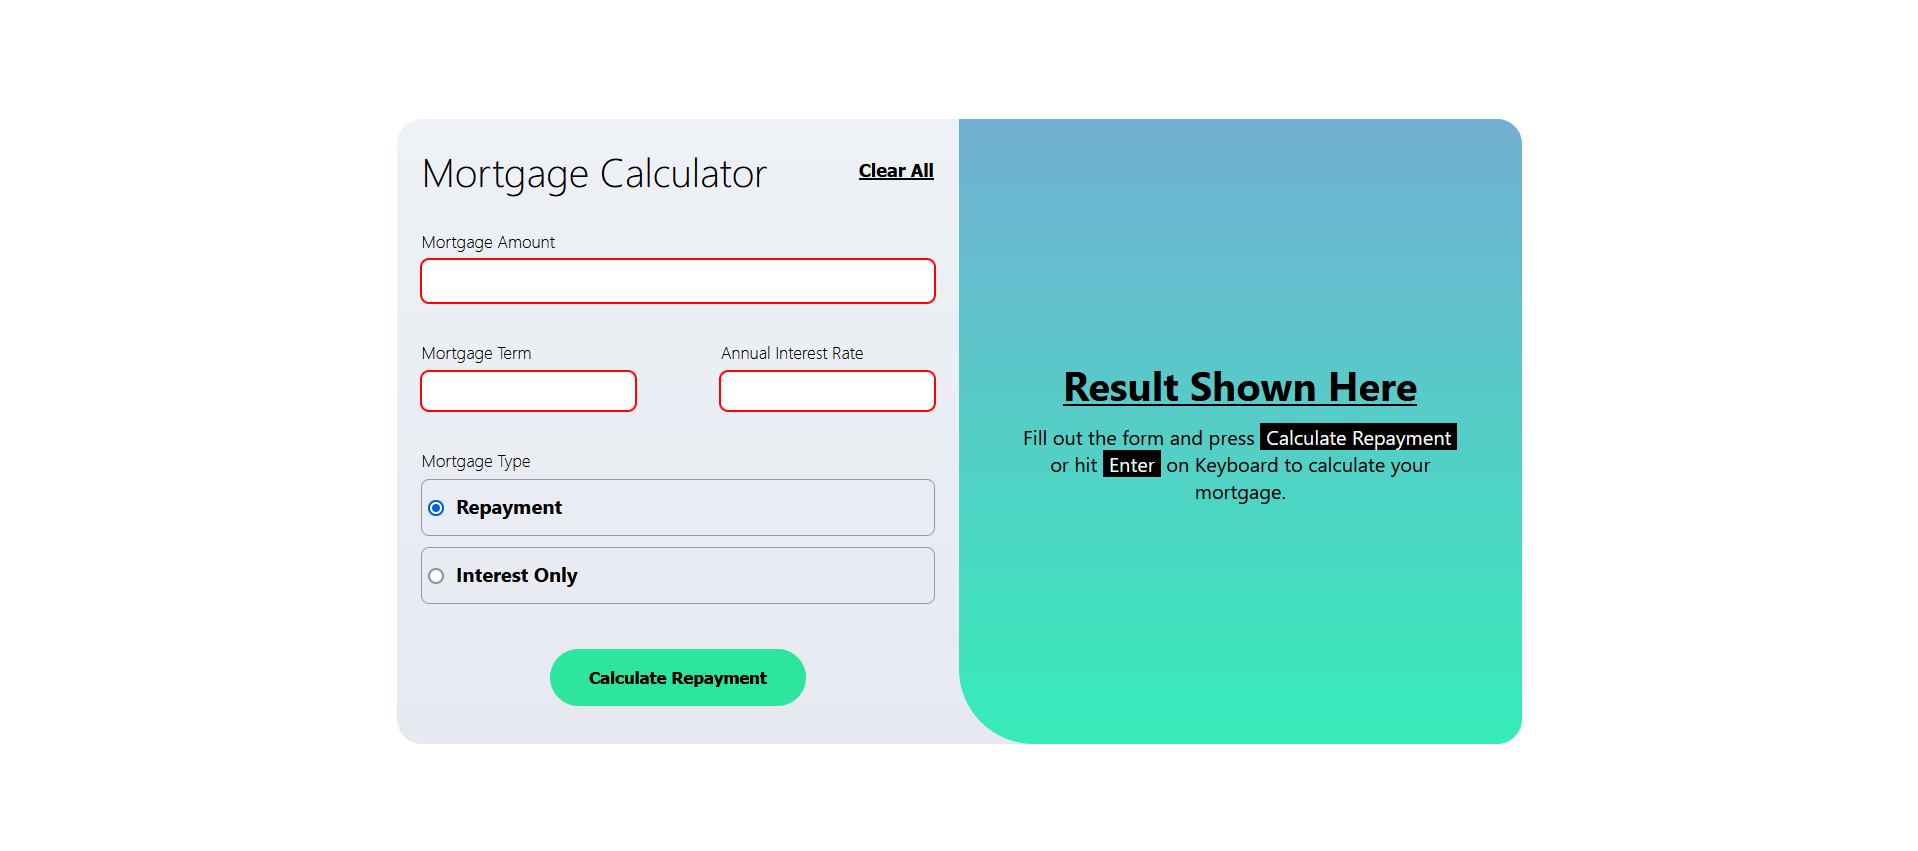 Mortgage Calculator
Clear All
Mortgage Amount
Mortgage Term
Annual Interest Rate
Mortgage Type
Repayment
Interest Only
Calculate Repayment
Result Shown Here
Fill out the form and press Calculate Repayment
or hit Enter on Keyboard to calculate your
mortgage.